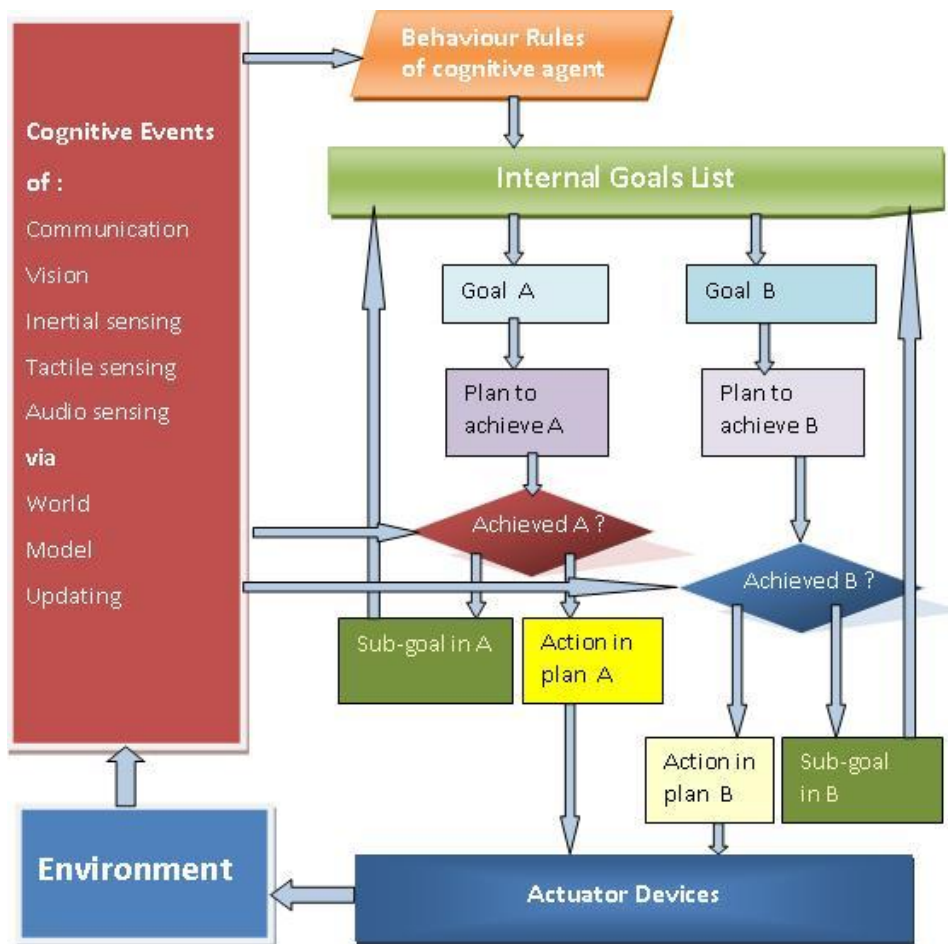 Behaviour Rules
of cognitive agent
Cognitive Events
of :
Communication
Vision
Inertial sensing
Tactile sensing
Audio sensing
via
World
Model
Updating
Internal Goals List
Goal A
Goal B
Plan to
achieve A
Plan to
achieve B
Achieved A ?
Achieved B ?
Sub-goal in A
Action in
plan A
Action in
plan B
Sub-goal
in B
Environment
Actuator Devices